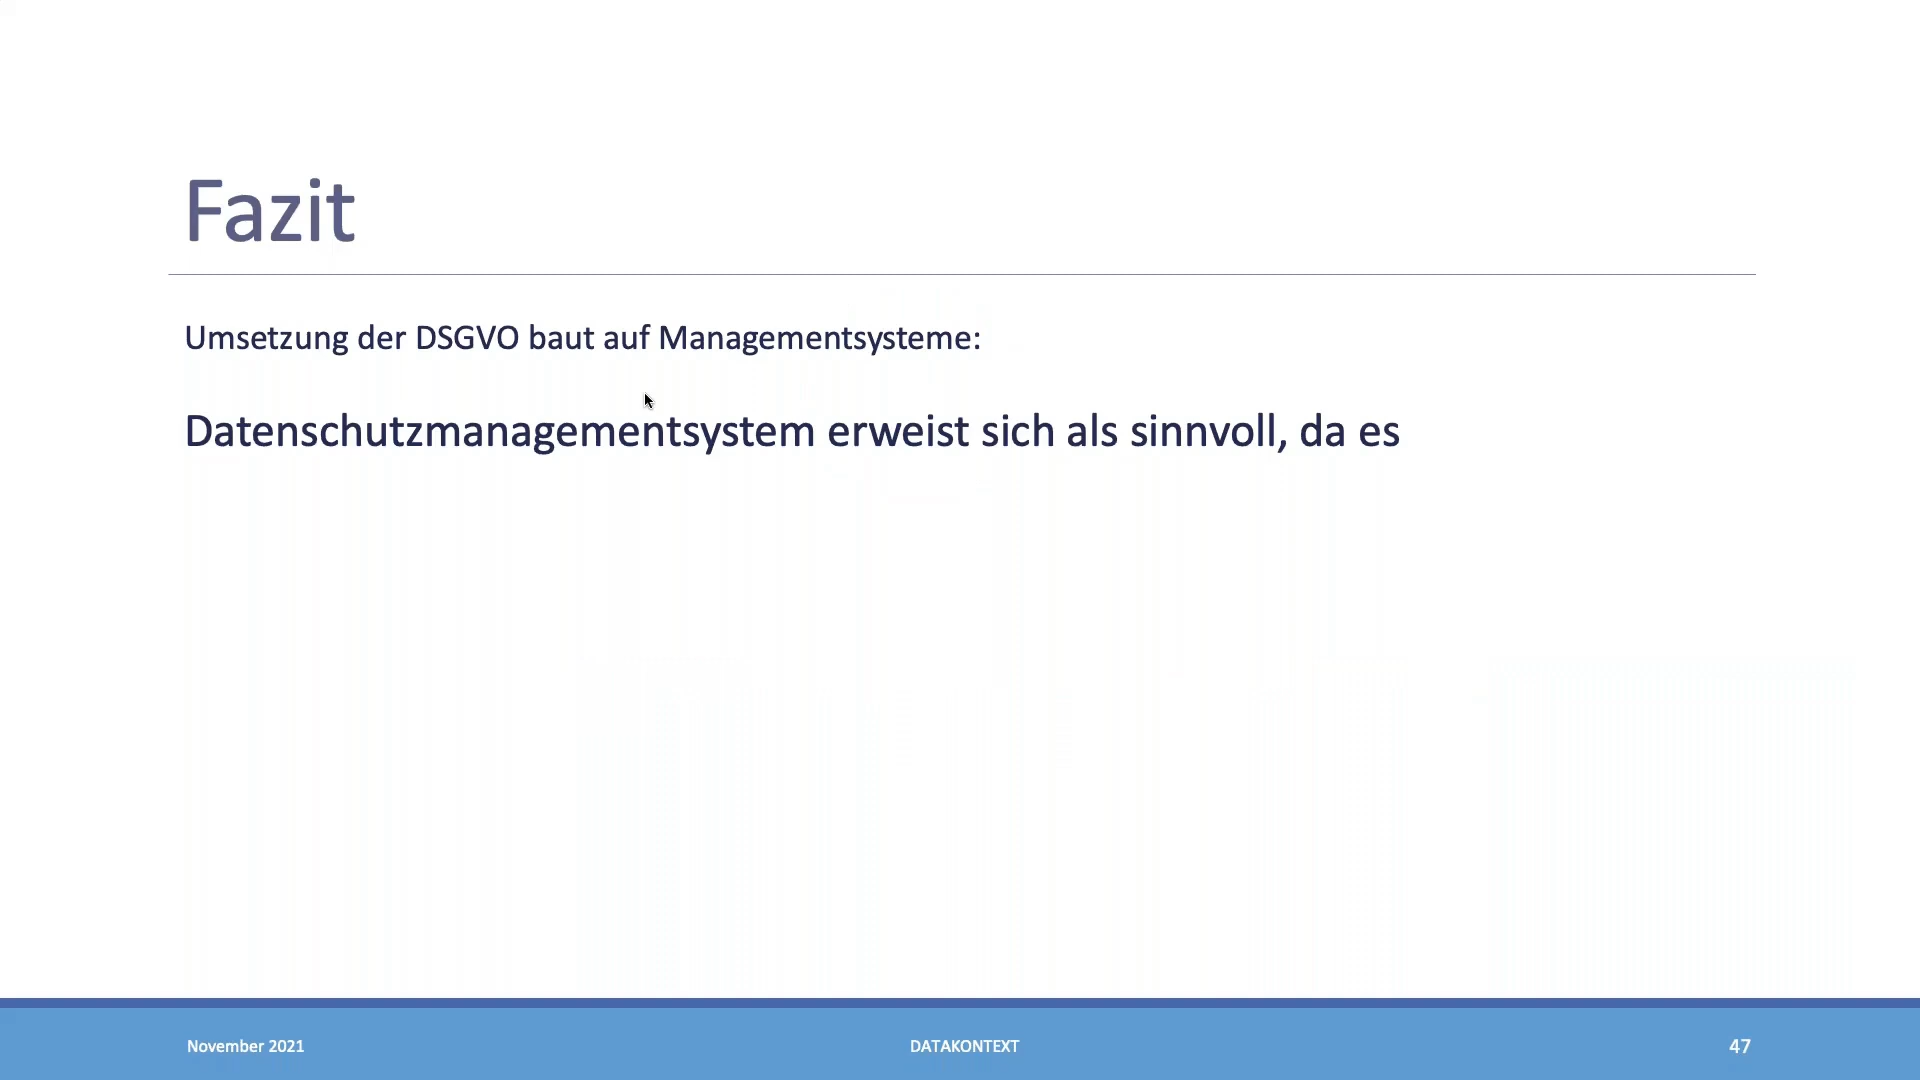 Fazit
Umsetzung der DSGVO baut auf Managementsysteme:
Datenschutzmanagementsystem erweist sich als sinnvoll, da es
November 2021
DATAKONTEXT
47